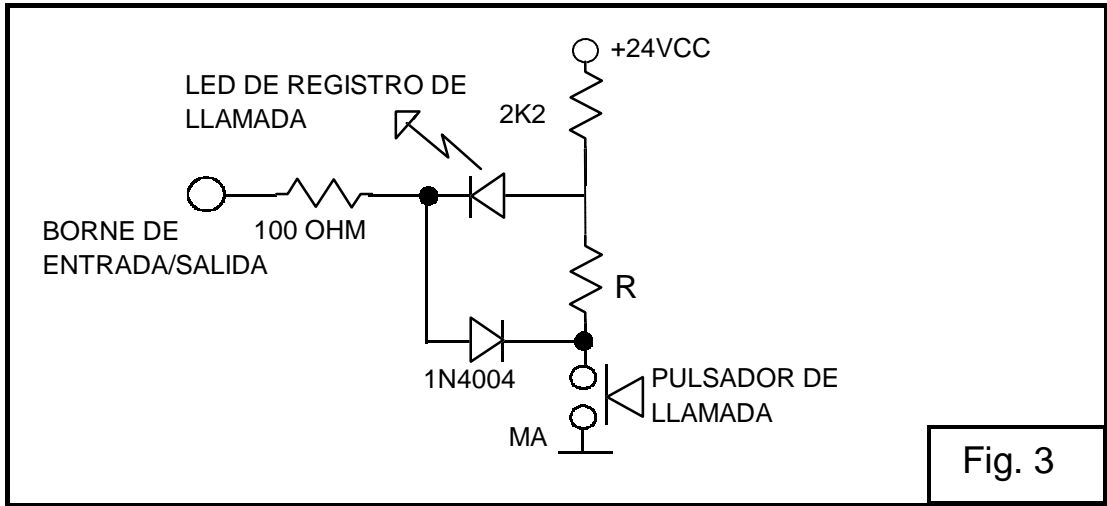 +24VCC
LED DE REGISTRO DE
LLAMADA
2K2
BORNE DE
ENTRADA/SALIDA
100 OHM
R
1N4004
PULSADOR DE
LLAMADA
MA
Fig. 3